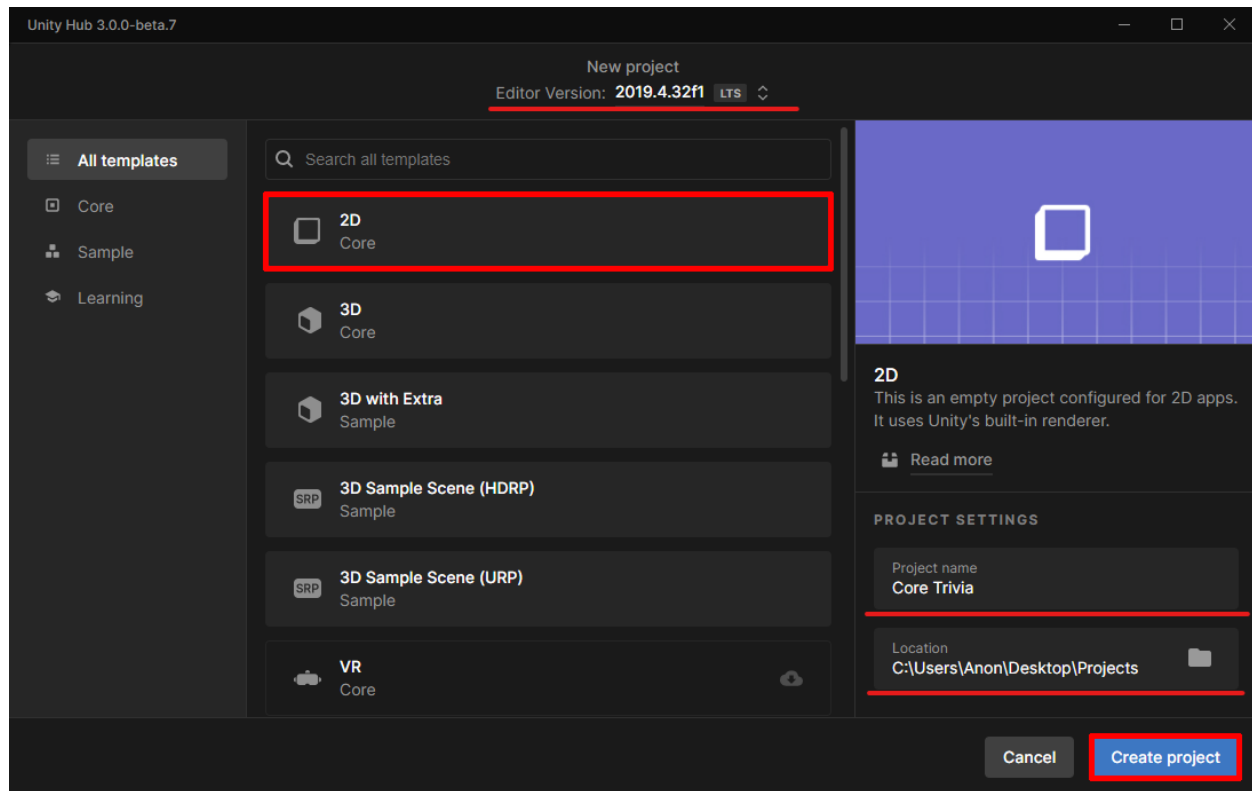 Unity Hub 3.0.0-beta.7
New project
Editor Version: 2019.4.32f1 LTS
All templates
Core
Sample
Learning
Search all templates
2D
Core
3D
Core
3D with Extra
Sample
SRP
3D Sample Scene (HDRP)
Sample
SRP
3D Sample Scene (URP)
Sample
VR
Core
2D
This is an empty project configured for 2D apps.
It uses Unity's built-in renderer.
Read more
PROJECT SETTINGS
Project name
Core Trivia
Location
C:\Users\Anon\Desktop\Projects
Cancel
Create project